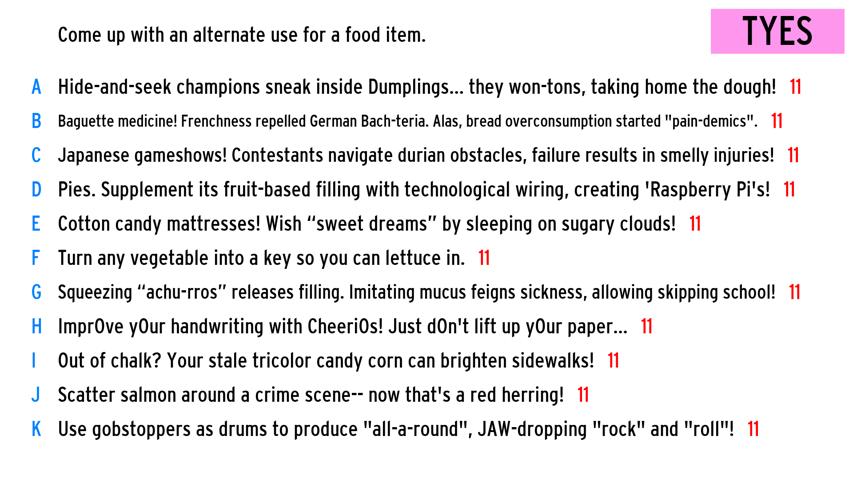 Come up with an alternate use for a food item.
TYES
A Hide-and-seek champions sneak inside Dumplings... they won-tons, taking home the dough! 11
B Baguette medicine! Frenchness repelled German Bach-teria. Alas, bread overconsumption started "pain-demics". 11
C Japanese gameshows! Contestants navigate durian obstacles, failure results in smelly injuries! 11
D Pies. Supplement its fruit-based filling with technological wiring, creating 'Raspberry Pi's! 11
E Cotton candy mattresses! Wish “sweet dreams” by sleeping on sugary clouds! 11
F Turn any vegetable into a key so you can lettuce in. 11
G Squeezing “achu-rros” releases filling. Imitating mucus feigns sickness, allowing skipping school! 11
H ImprOve yOur handwriting with CheeriOs! Just dOn't lift up yOur paper... 11
I Out of chalk? Your stale tricolor candy corn can brighten sidewalks! 11
J Scatter salmon around a crime scene-- now that's a red herring! 11
K Use gobstoppers as drums to produce "all-a-round", JAW-dropping "rock" and "roll"! 11